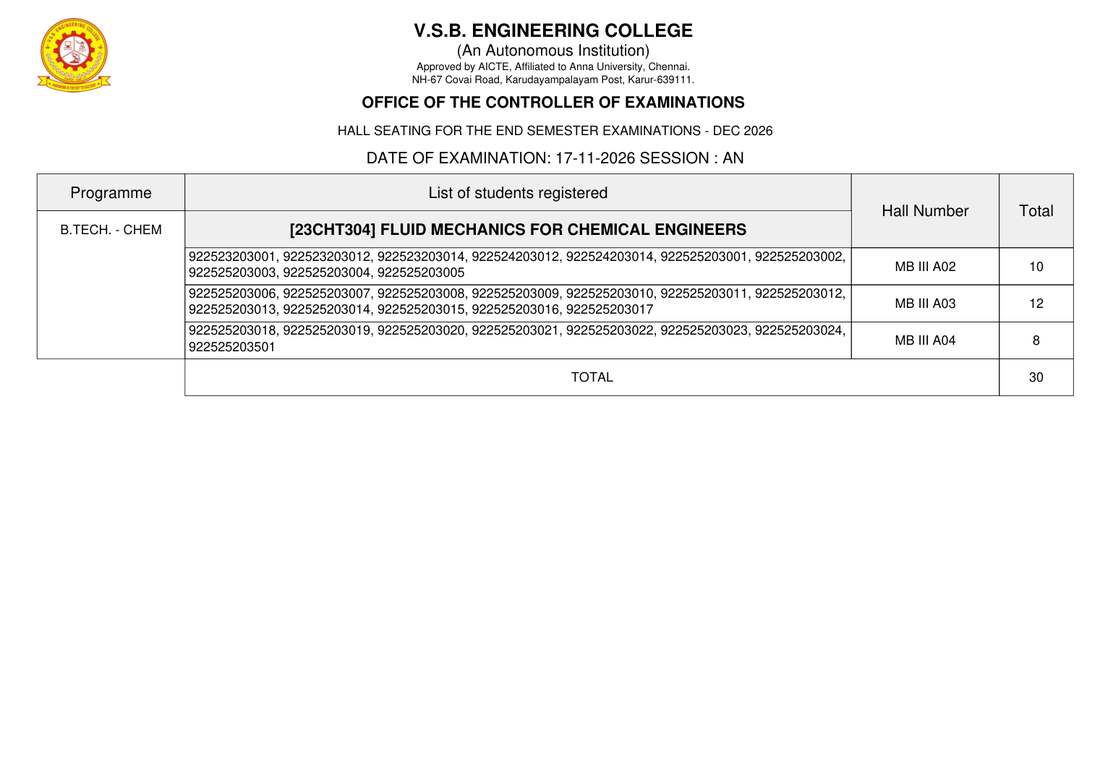 V.S.B. ENGINEERING COLLEGE
(An Autonomous Institution)
Approved by AICTE, Affiliated to Anna University, Chennai.
NH-67 Covai Road, Karudayampalayam Post, Karur-639111.
OFFICE OF THE CONTROLLER OF EXAMINATIONS
HALL SEATING FOR THE END SEMESTER EXAMINATIONS - DEC 2026
DATE OF EXAMINATION: 17-11-2026 SESSION : AN
Programme List of students registered Hall Number Total
B.TECH. - CHEM [23CHT304] FLUID MECHANICS FOR CHEMICAL ENGINEERS
922523203001, 922523203012, 922523203014, 922524203012, 922524203014, 922525203001, 922525203002,
922525203003, 922525203004, 922525203005 MB III A02 10
922525203006, 922525203007, 922525203008, 922525203009, 922525203010, 922525203011, 922525203012,
922525203013, 922525203014, 922525203015, 922525203016, 922525203017 MB III A03 12
922525203018, 922525203019, 922525203020, 922525203021, 922525203022, 922525203023, 922525203024,
922525203501 MB III A04 8
TOTAL 30